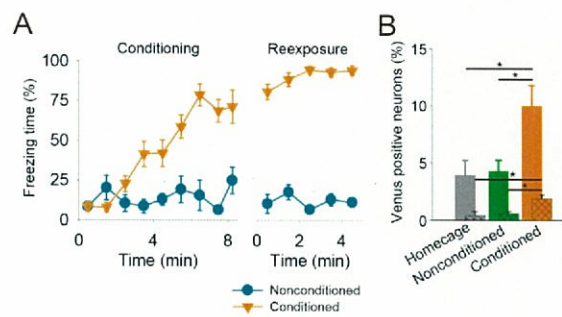 A
Conditioning
Reexposure
Freezing time (%)
100
75
50
25
0
0 4 8
0 2 4
Time (min)
Time (min)
Nonconditioned
Conditioned
B
Venus positive neurons (%)
15
10
5
0
*
*
*
*
Homecage
Nonconditioned
Conditioned